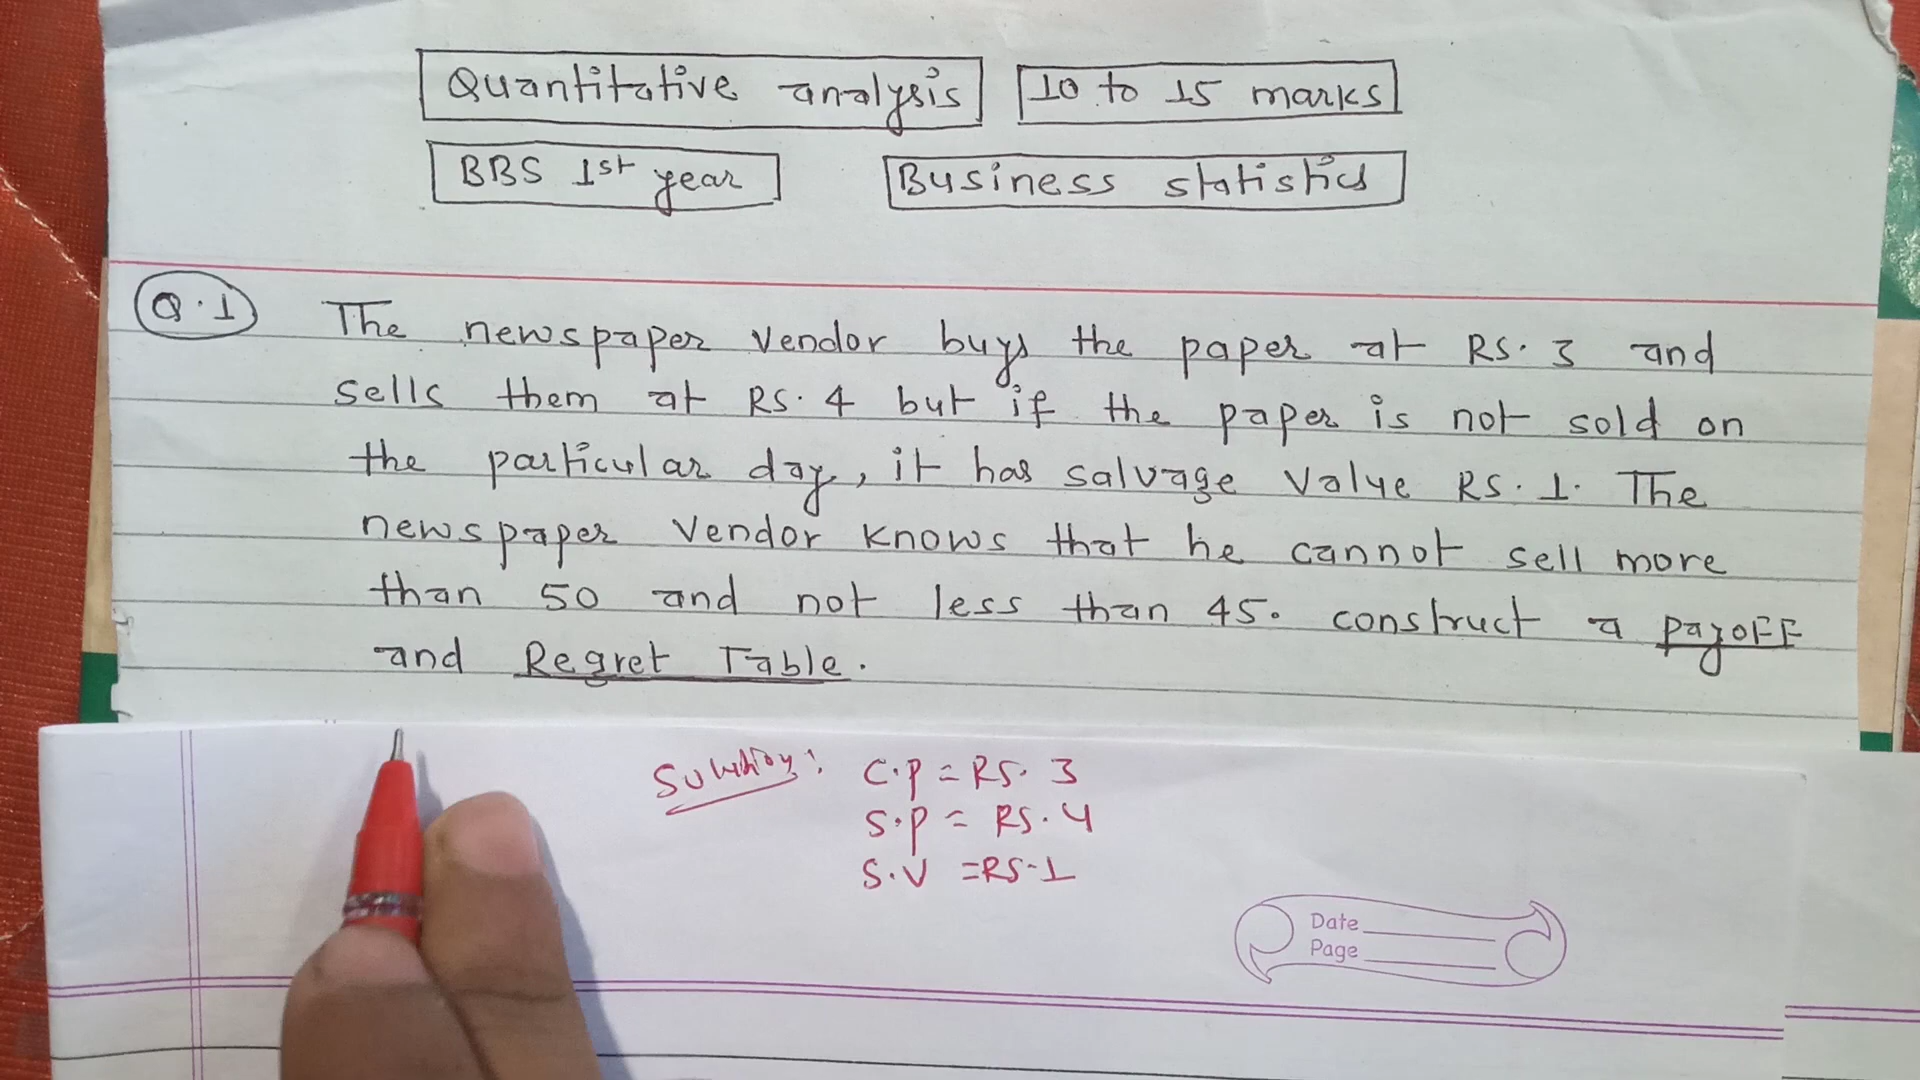 Quantitative analysis 10 to 15 marks
BBS 1st year Business statistics
Q.1 The newspaper vendor buys the paper at RS. 3 and
sells them at RS. 4 but if the paper is not sold on
the particular day, it has salvage value RS. 1. The
newspaper vendor knows that he cannot sell more
than 50 and not less than 45. construct a payoff
and Regret Table.
Solution: C.P = RS. 3
S.P = RS. 4
S.V = RS. 1
Date
Page